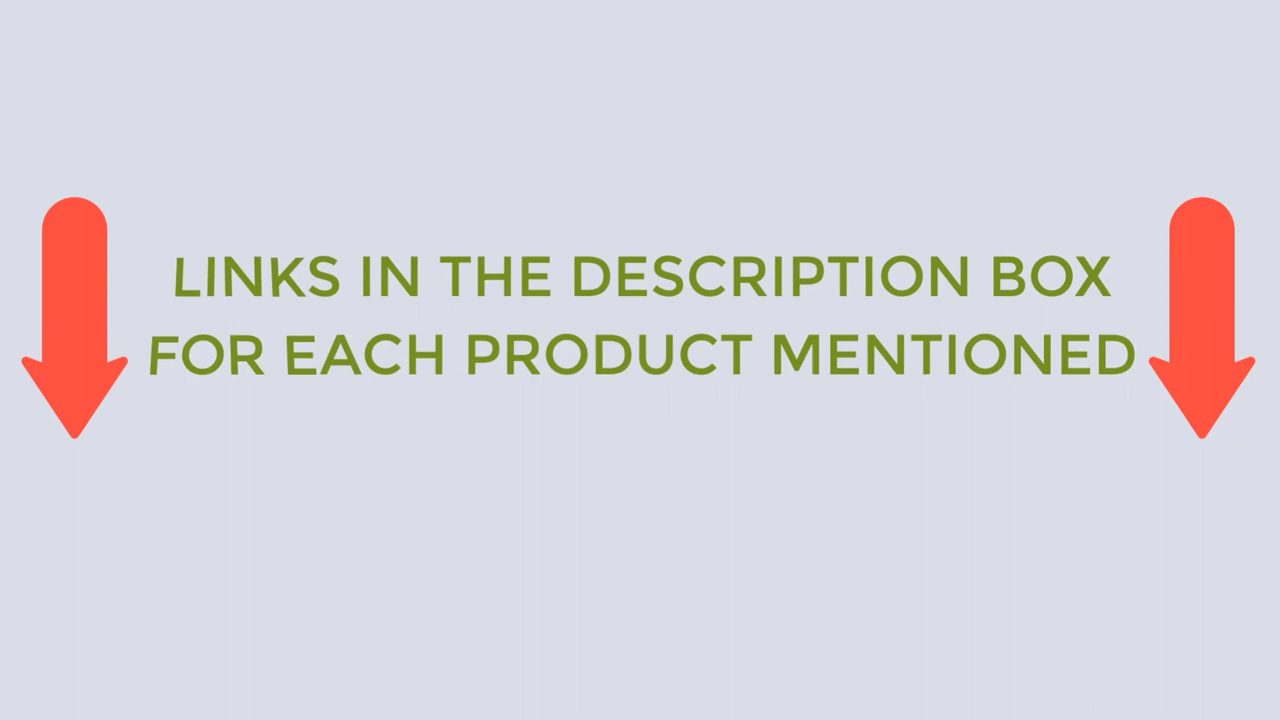 LINKS IN THE DESCRIPTION BOX
FOR EACH PRODUCT MENTIONED